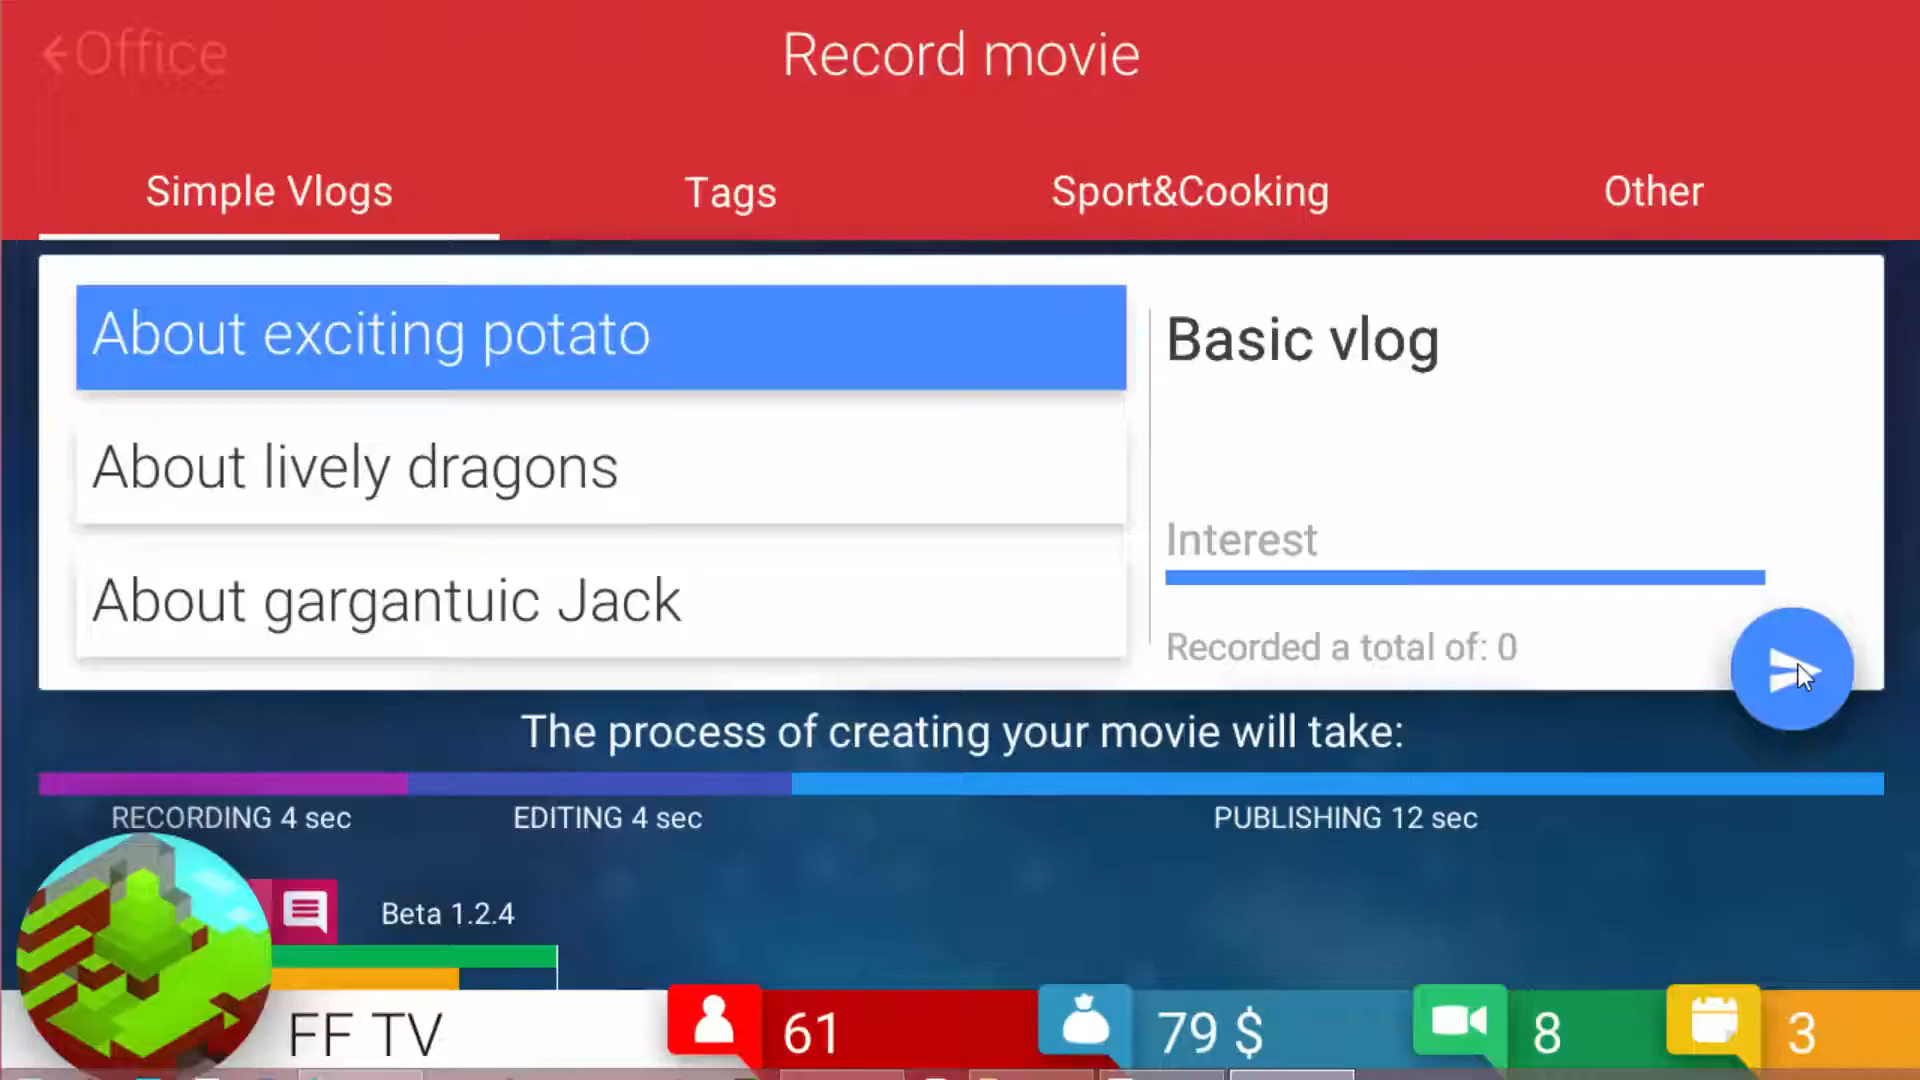 Office
Record movie
Simple Vlogs
Tags
Sport&Cooking
Other
About exciting potato
About lively dragons
About gargantuic Jack
Basic vlog
Interest
Recorded a total of: 0
The process of creating your movie will take:
RECORDING 4 sec
EDITING 4 sec
PUBLISHING 12 sec
Beta 1.2.4
FF TV
61
79 $
8
3